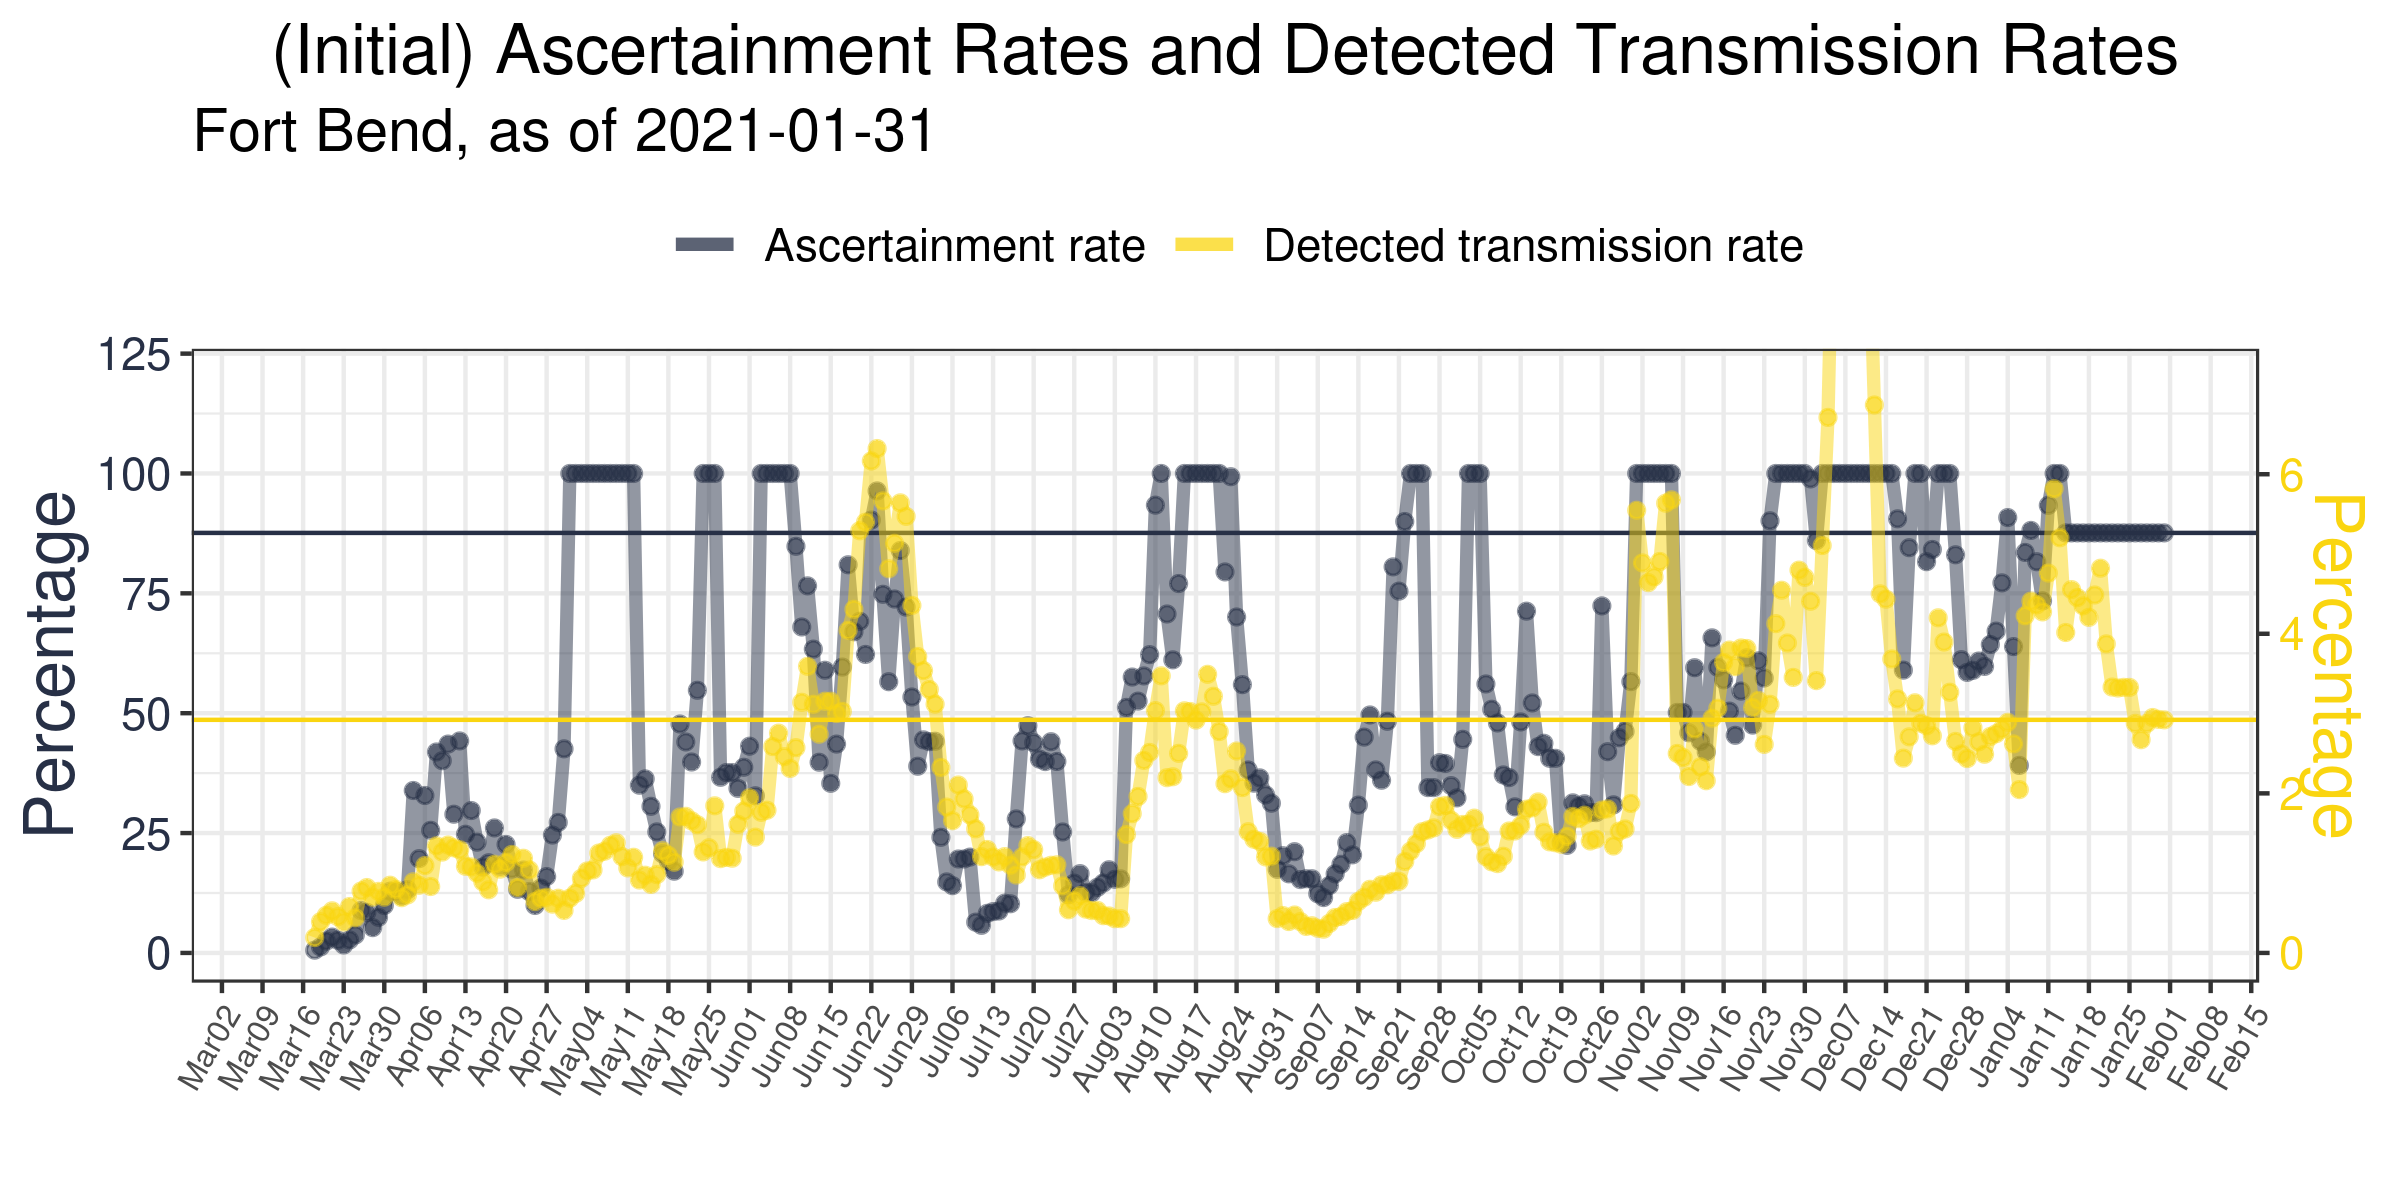 (Initial) Ascertainment Rates and Detected Transmission Rates
Fort Bend, as of 2021-01-31
Ascertainment rate
Detected transmission rate
125
100
75
50
25
0
Percentage
6
4
2
0
Percentage
Mar02
Mar09
Mar16
Mar23
Mar30
Apr06
Apr13
Apr20
Apr27
May04
May11
May18
May25
Jun01
Jun08
Jun15
Jun22
Jun29
Jul06
Jul13
Jul20
Jul27
Aug03
Aug10
Aug17
Aug24
Aug31
Sep07
Sep14
Sep21
Sep28
Oct05
Oct12
Oct19
Oct26
Nov02
Nov09
Nov16
Nov23
Nov30
Dec07
Dec14
Dec21
Dec28
Jan04
Jan11
Jan18
Jan25
Feb01
Feb08
Feb15